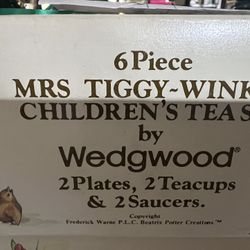 6 Piece
MRS TIGGY-WINK
CHILDREN'S TEA S
by
Wedgwood®
2 Plates, 2 Teacups
& 2 Saucers.
Copyright
Frederick Warne P.L.C. Beatrix Potter Creations™